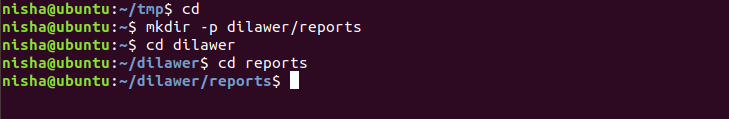 nisha@ubuntu:~/tmp$ cd
nisha@ubuntu:~$ mkdir -p dilawer/reports
nisha@ubuntu:~$ cd dilawer
nisha@ubuntu:~/dilawer$ cd reports
nisha@ubuntu:~/dilawer/reports$